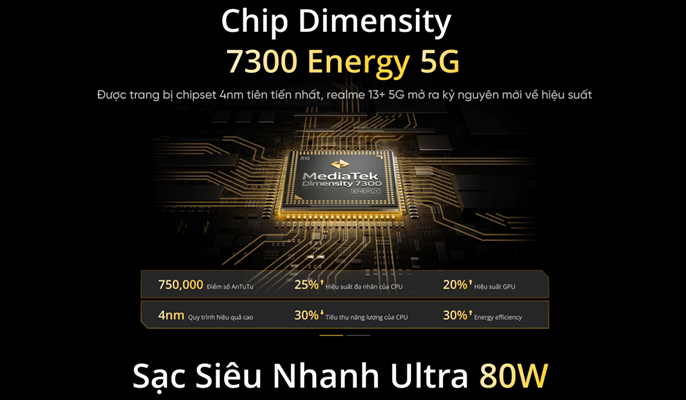 Chip Dimensity
7300 Energy 5G
Được trang bị chipset 4nm tiên tiến nhất, realme 13+ 5G mở ra kỷ nguyên mới về hiệu suất
MediaTek
Dimensity 7300
ENERGY
750,000 Điểm số AnTuTu 25%⬆ Hiệu suất đa nhân của CPU 20%⬆ Hiệu suất GPU
4nm Quy trình hiệu quả cao 30%⬇ Tiêu thụ năng lượng của CPU 30%⬆ Energy efficiency
Sạc Siêu Nhanh Ultra 80W